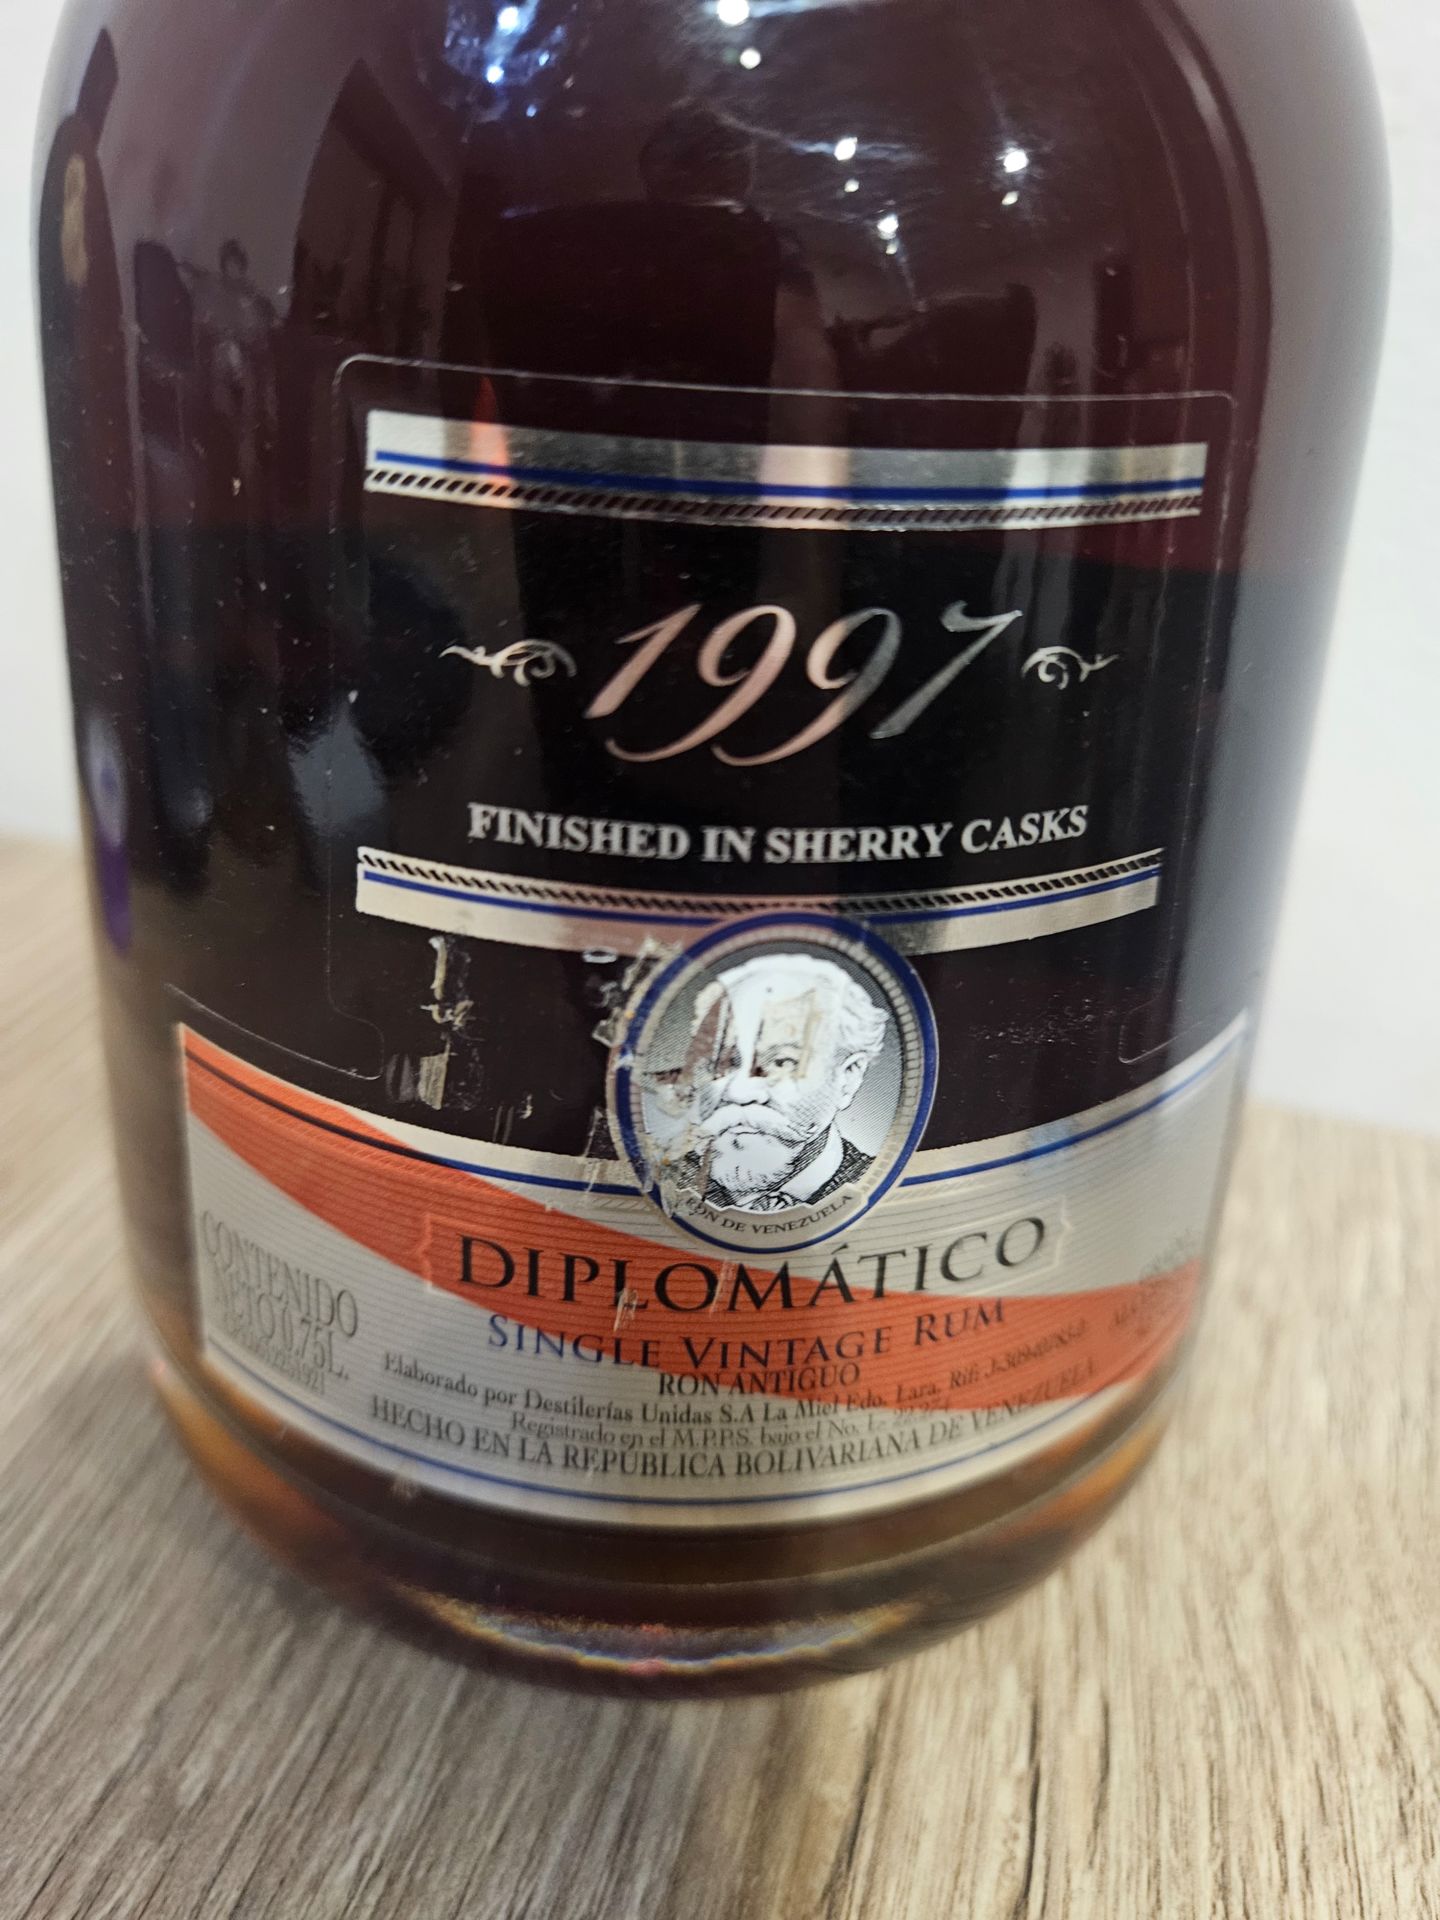 1997
FINISHED IN SHERRY CASKS
RON DE VENEZUELA
DIPLOMÁTICO
SINGLE VINTAGE RUM
RON ANTIGUO
CONTENIDO
NETO 0,75L.
Elaborado por Destilerías Unidas S.A La Miel Edo. Lara. Rif:
Registrado en el M.P.P.S. bajo el No. L-
HECHO EN LA REPÚBLICA BOLIVARIANA DE VENEZUELA